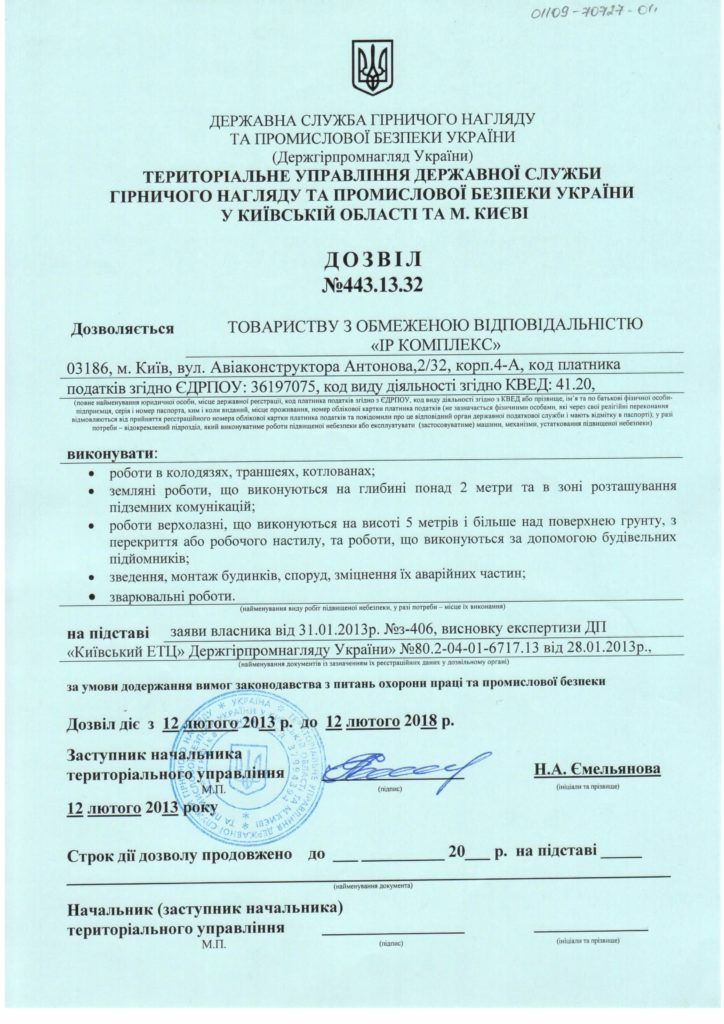 01109-70727-01
ДЕРЖАВНА СЛУЖБА ГІРНИЧОГО НАГЛЯДУ
ТА ПРОМИСЛОВОЇ БЕЗПЕКИ УКРАЇНИ
(Держгірпромнагляд України)
ТЕРИТОРІАЛЬНЕ УПРАВЛІННЯ ДЕРЖАВНОЇ СЛУЖБИ
ГІРНИЧОГО НАГЛЯДУ ТА ПРОМИСЛОВОЇ БЕЗПЕКИ УКРАЇНИ
У КИЇВСЬКІЙ ОБЛАСТІ ТА М. КИЄВІ
ДОЗВІЛ
№443.13.32
Дозволяється ТОВАРИСТВУ З ОБМЕЖЕНОЮ ВІДПОВІДАЛЬНІСТЮ
«ІР КОМПЛЕКС»
03186, м. Київ, вул. Авіаконструктора Антонова,2/32, корп.4-А, код платника
податків згідно ЄДРПОУ: 36197075, код виду діяльності згідно КВЕД: 41.20,
(повне найменування юридичної особи, місце державної реєстрації, код платника податків згідно з ЄДРПОУ, код виду діяльності згідно з КВЕД або прізвище, ім`я та по батькові фізичної особи-
підприємця, серія і номер паспорта, ким і коли виданий, місце проживання, номер облікової картки платника податків (не зазначається фізичними особами, які через свої релігійні переконання
відмовляються від прийняття реєстраційного номера облікової картки платника податків та повідомили про це відповідний орган державної податкової служби і мають відмітку в паспорті); у разі
потреби – відокремлений підрозділ, який виконуватиме роботи підвищеної небезпеки або експлуатувати (застосовуватиме) машини, механізми, устатковання підвищеної небезпеки)
виконувати:
• роботи в колодязях, траншеях, котлованах;
• земляні роботи, що виконуються на глибині понад 2 метри та в зоні розташування
підземних комунікацій;
• роботи верхолазні, що виконуються на висоті 5 метрів і більше над поверхнею грунту, з
перекриття або робочого настилу, та роботи, що виконуються за допомогою будівельних
підйомників;
• зведення, монтаж будинків, споруд, зміцнення їх аварійних частин;
• зварювальні роботи.
(найменування виду робіт підвищеної небезпеки, у разі потреби – місце їх виконання)
на підставі заяви власника від 31.01.2013р. №з-406, висновку експертизи ДП
«Київський ЕТЦ» Держгірпромнагляду України» №80.2-04-01-6717.13 від 28.01.2013р.,
(найменування документів із зазначенням їх реєстраційних даних у дозвільному органі)
за умови додержання вимог законодавства з питань охорони праці та промислової безпеки
Дозвіл діє з 12 лютого 2013 р. до 12 лютого 2018 р.
Заступник начальника
територіального управління Н.А. Ємельянова
М.П. (підпис) (ініціали та прізвище)
12 лютого 2013 року
Строк дії дозволу продовжено до ___ __________ 20___ р. на підставі _____
(найменування документа)
Начальник (заступник начальника)
територіального управління
М.П. (підпис) (ініціали та прізвище)